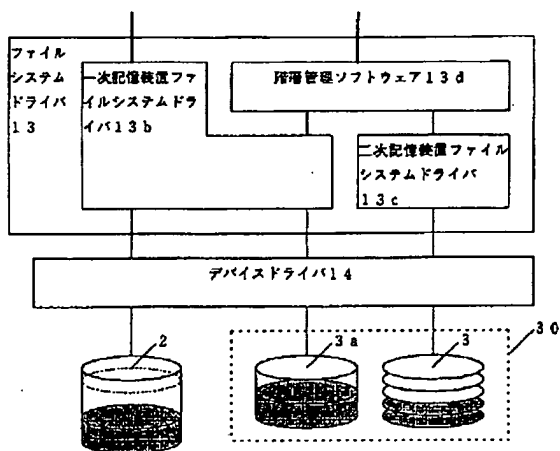 ファイル
システム
ドライバ
13
一次記憶装置ファ
イルシステムドラ
イバ13b
階層管理ソフトウェア13d
二次記憶装置ファイル
システムドライバ
13c
デバイスドライバ14
2
3a
3
30